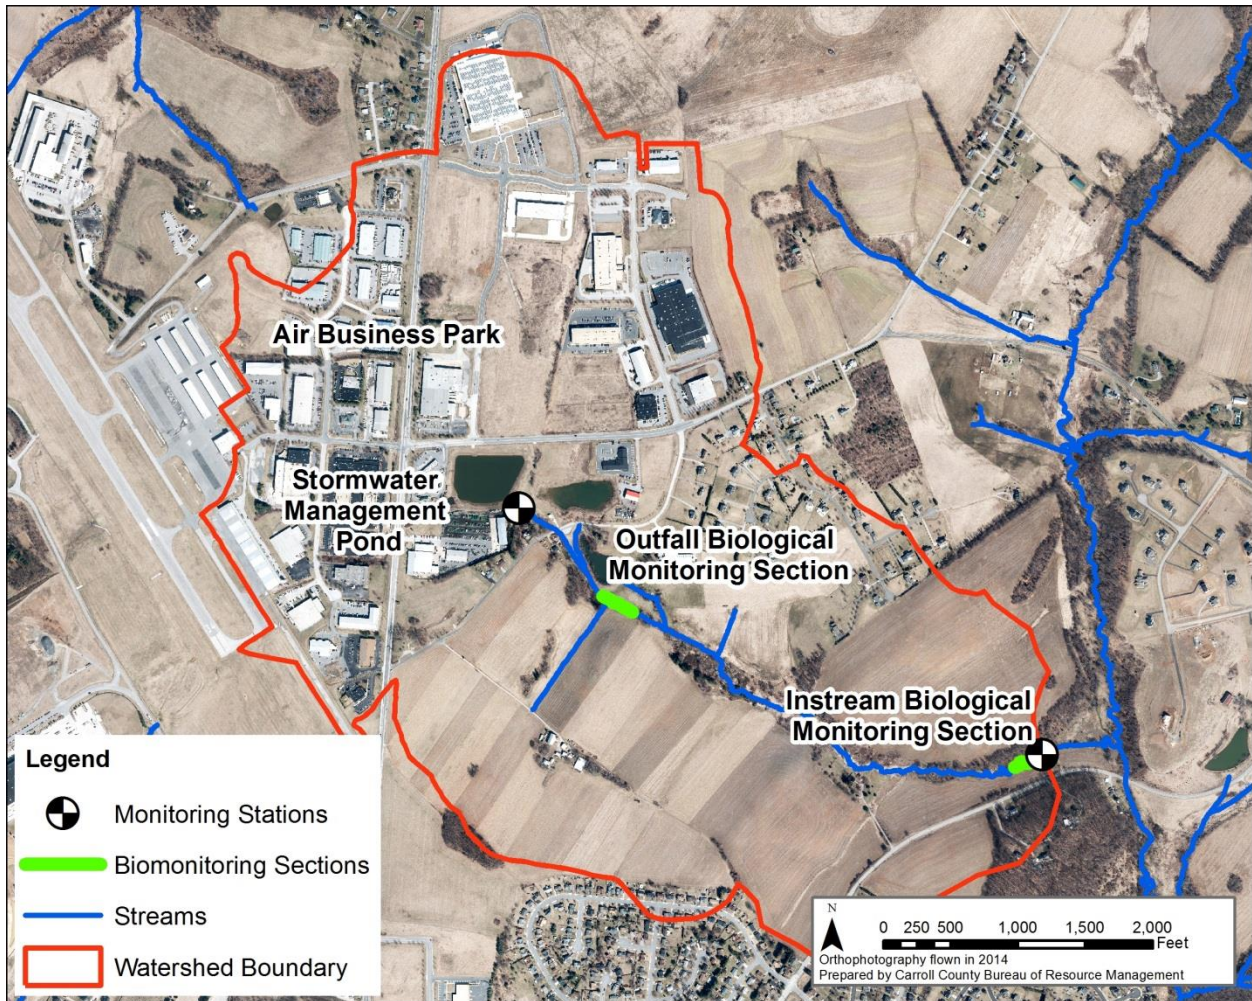 Air Business Park
Stormwater
Management
Pond
Outfall Biological
Monitoring Section
Instream Biological
Monitoring Section
Legend
Monitoring Stations
Biomonitoring Sections
Streams
Watershed Boundary
N
0 250 500 1,000 1,500 2,000
Feet
Orthophotography flown in 2014
Prepared by Carroll County Bureau of Resource Management